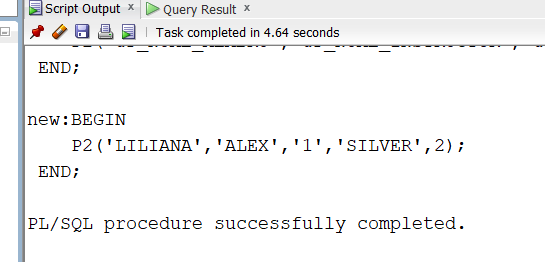 Script Output x Query Result x
Task completed in 4.64 seconds
END;
new:BEGIN
P2('LILIANA','ALEX','1','SILVER',2);
END;
PL/SQL procedure successfully completed.